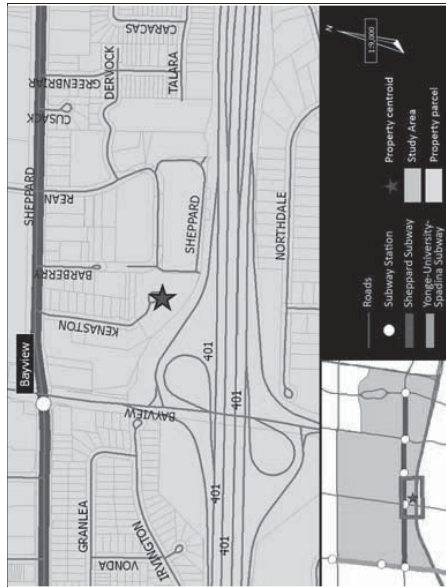 CARACAS
GREENBRIAR
DERVOCK
TALARA
CUSACK
SHEPPARD
REAN
SHEPPARD
NORTHDALE
BARBERRY
KENASTON
Bayview
BAYVIEW
401
401
401
401
GRANLEA
VONDA
IRVINGTON
N
1:9,000
Roads
Subway Station
Sheppard Subway
Yonge-University-
Spadina Subway
Property centroid
Study Area
Property parcel